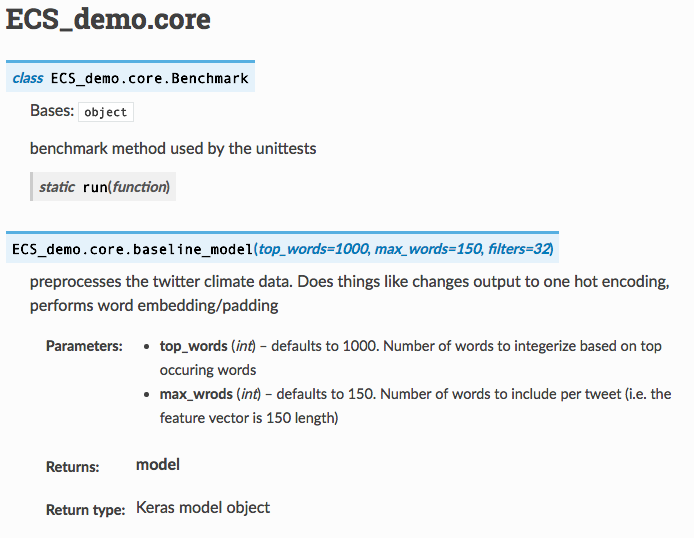 ECS_demo.core
class ECS_demo.core.Benchmark
Bases: object
benchmark method used by the unittests
static run(function)
ECS_demo.core.baseline_model(top_words=1000, max_words=150, filters=32)
preprocesses the twitter climate data. Does things like changes output to one hot encoding,
performs word embedding/padding
Parameters: • top_words (int) – defaults to 1000. Number of words to integerize based on top
occuring words
• max_wrods (int) – defaults to 150. Number of words to include per tweet (i.e. the
feature vector is 150 length)
Returns: model
Return type: Keras model object